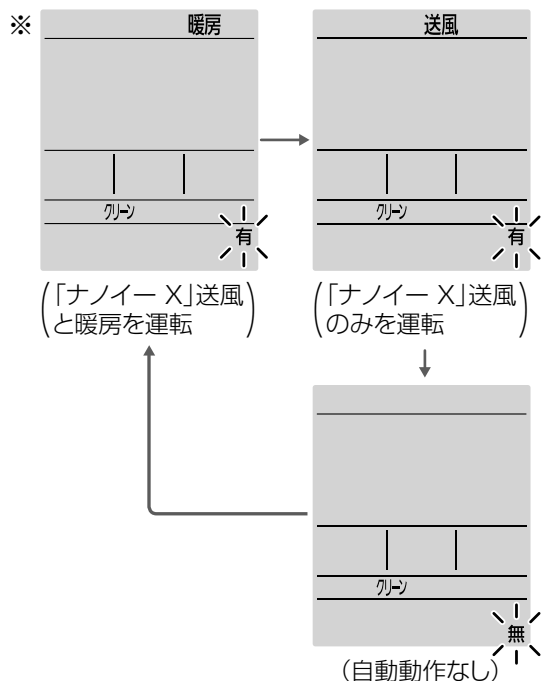 ※
暖房
クリーン
有
(「ナノイー X」送風
と暖房を運転)
送風
クリーン
有
(「ナノイー X」送風
のみを運転)
クリーン
無
(自動動作なし)